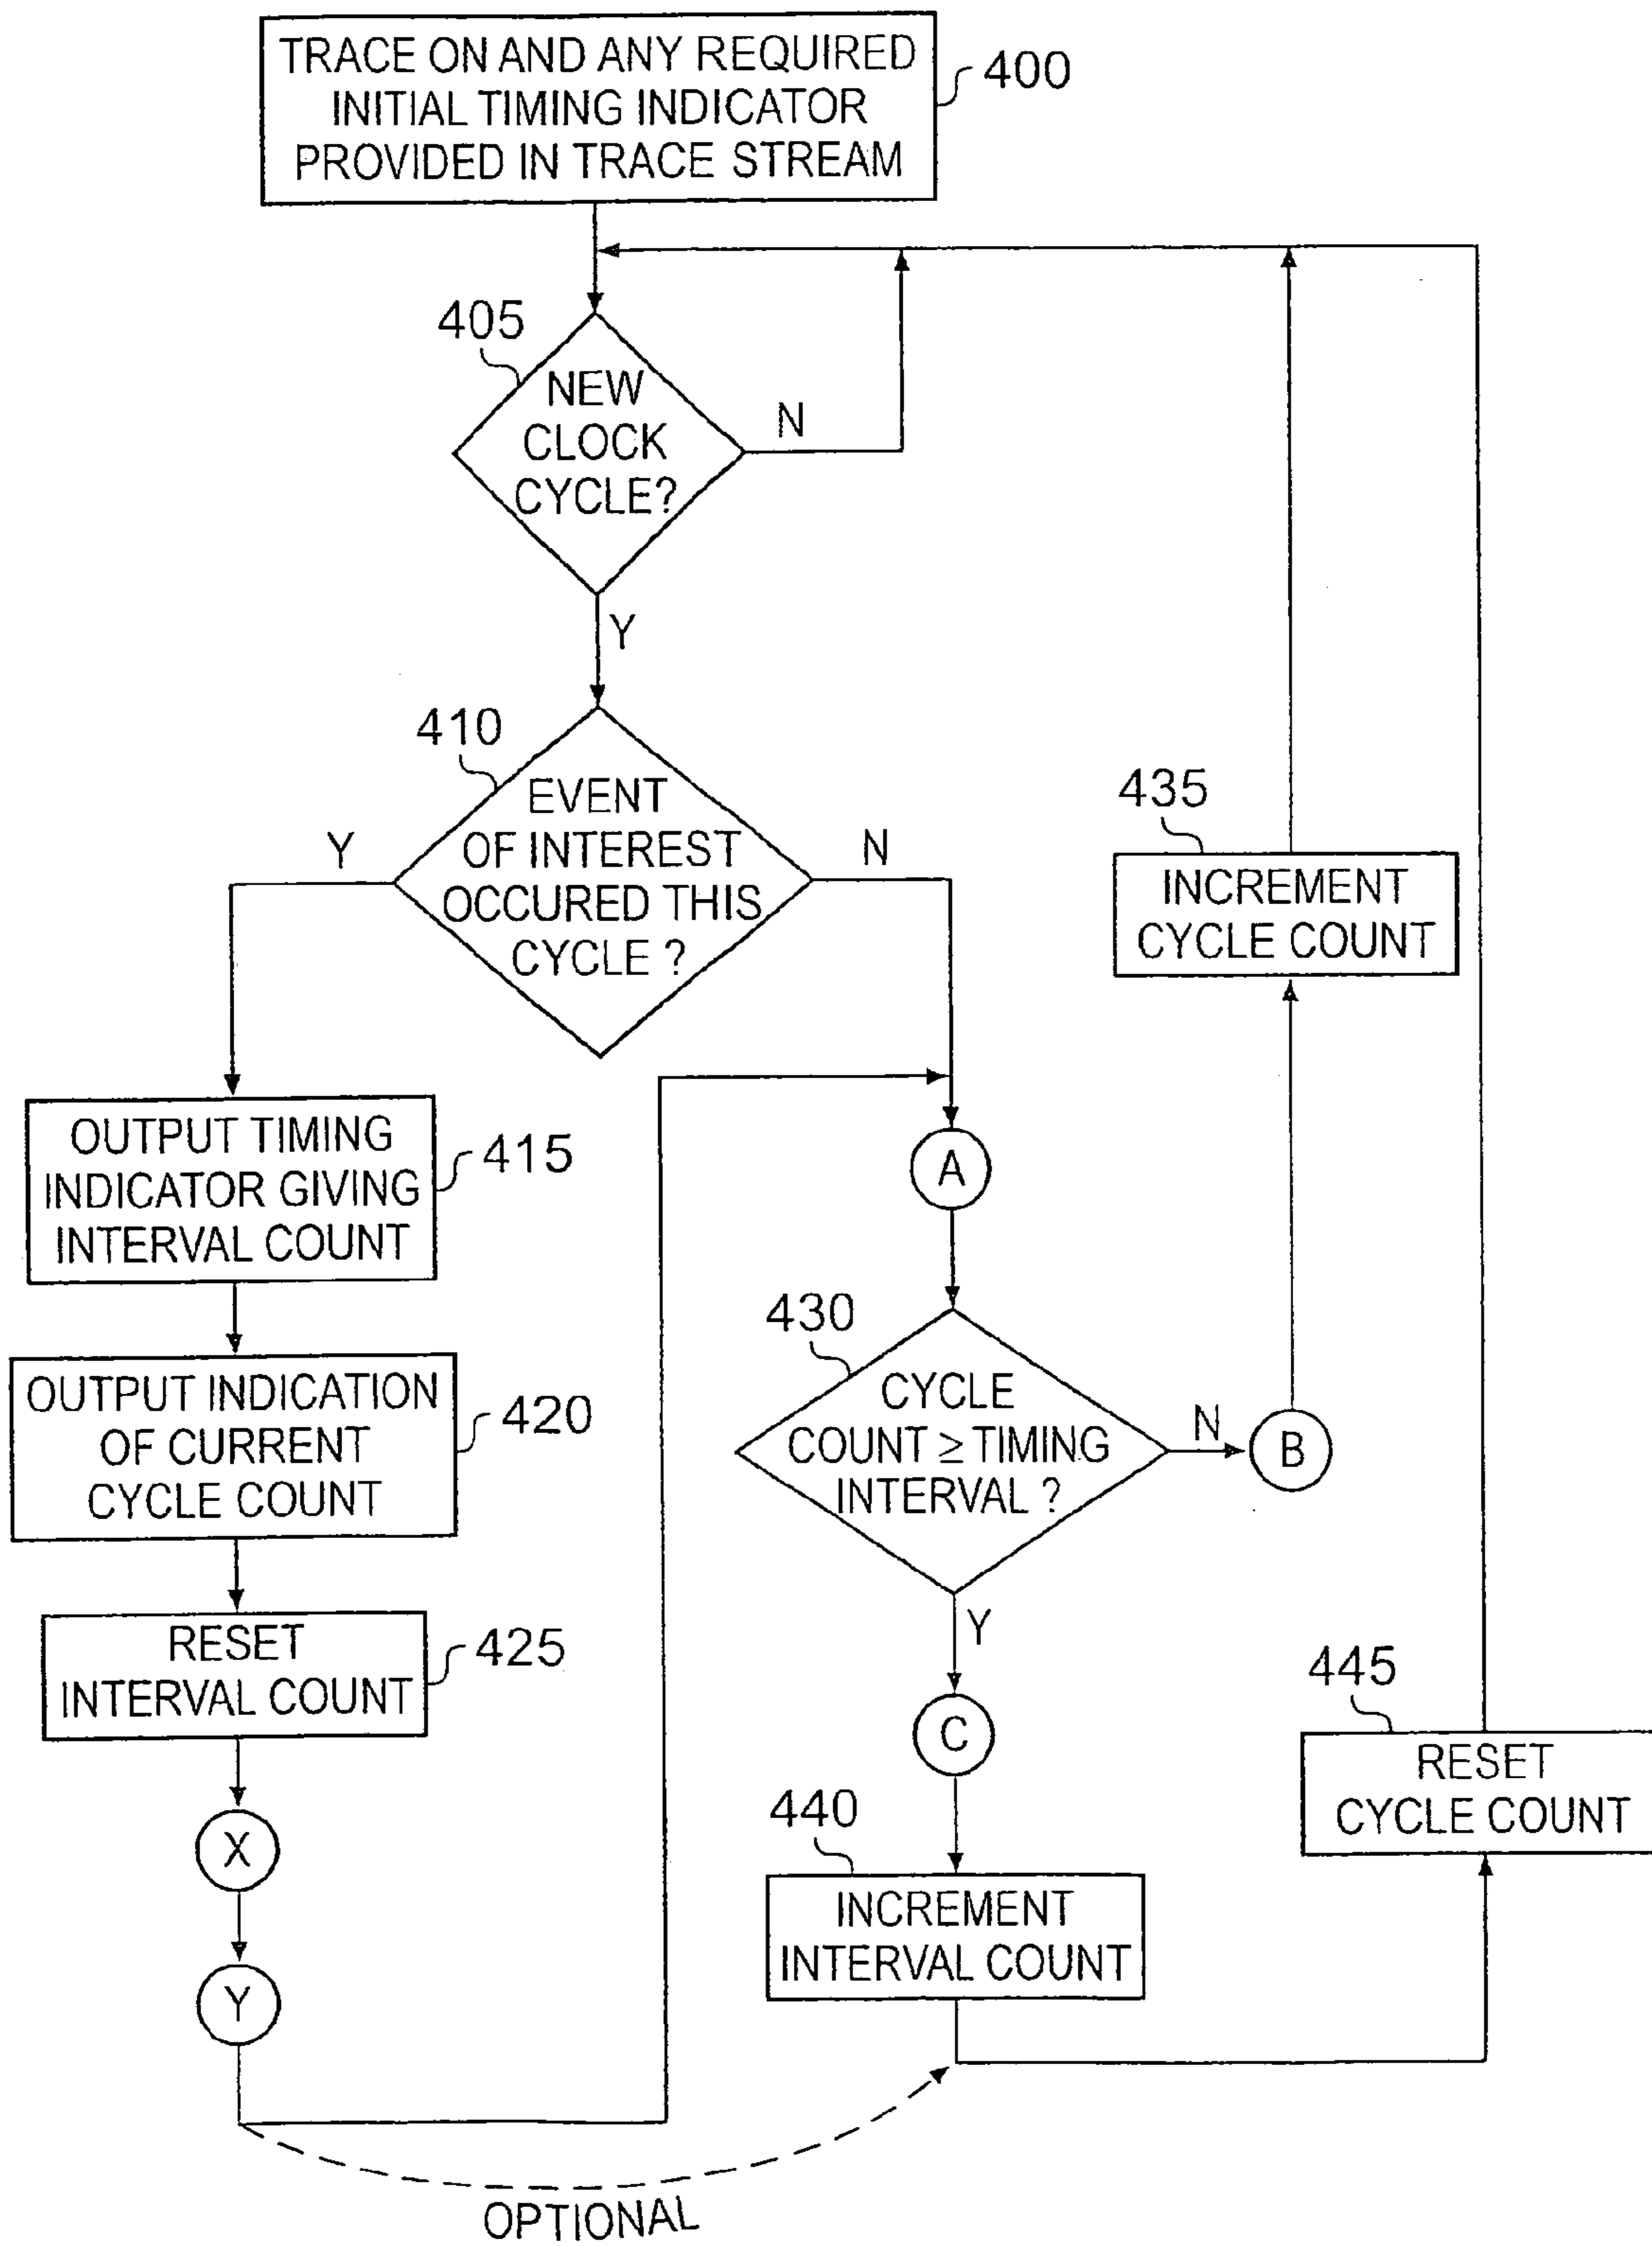 TRACE ON AND ANY REQUIRED
INITIAL TIMING INDICATOR
PROVIDED IN TRACE STREAM
400
405
NEW
CLOCK
CYCLE?
N
Y
410
EVENT
OF INTEREST
OCCURED THIS
CYCLE ?
Y
N
435
INCREMENT
CYCLE COUNT
OUTPUT TIMING
INDICATOR GIVING
INTERVAL COUNT
415
A
430
CYCLE
COUNT ≥ TIMING
INTERVAL ?
N
B
Y
OUTPUT INDICATION
OF CURRENT
CYCLE COUNT
420
RESET
INTERVAL COUNT
425
C
445
RESET
CYCLE COUNT
X
440
INCREMENT
INTERVAL COUNT
Y
OPTIONAL